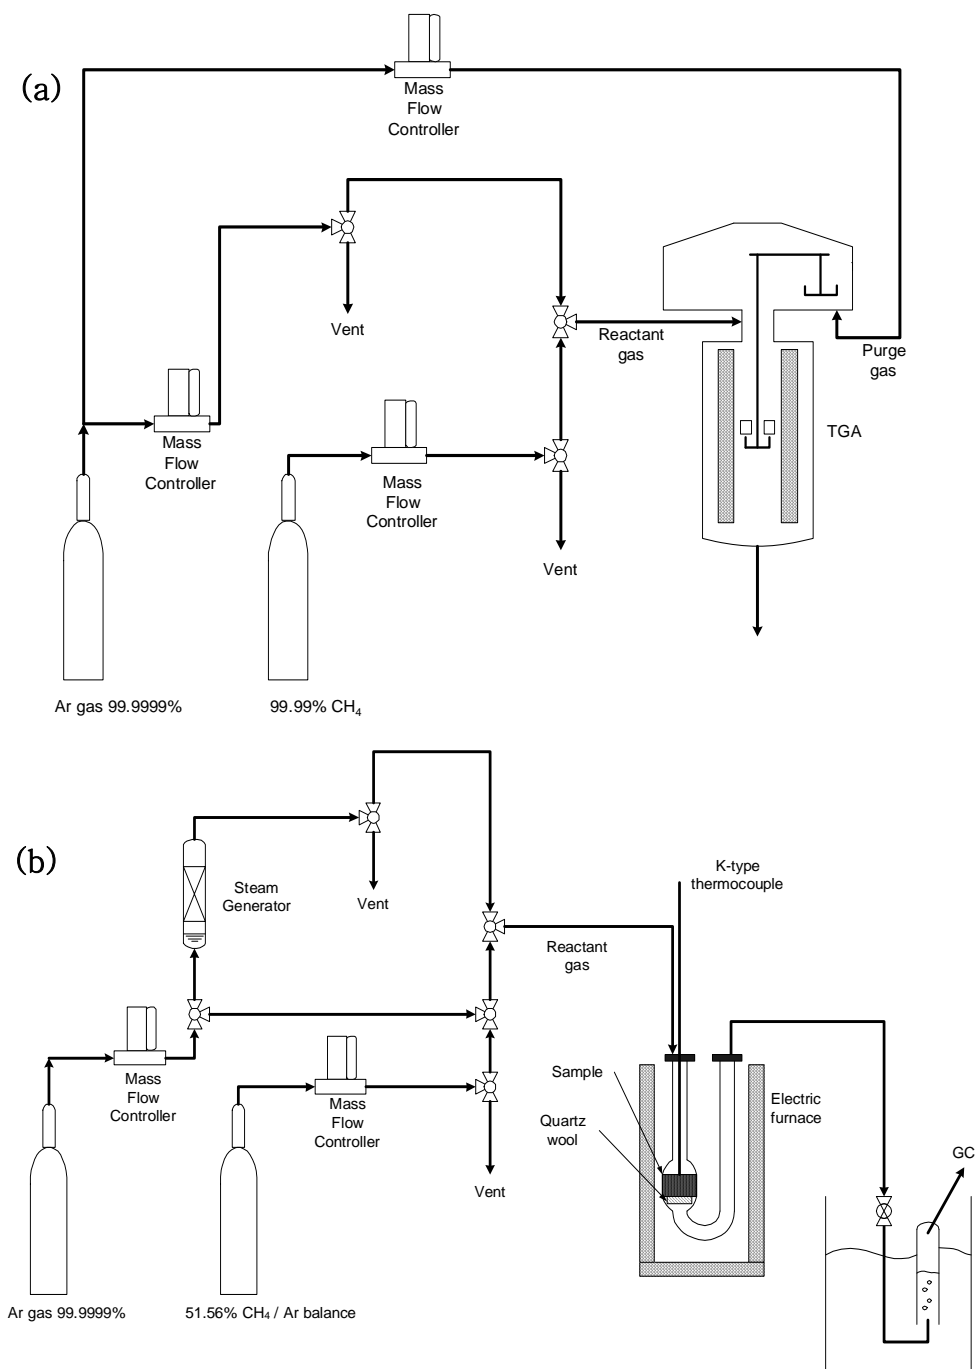 (a)
Mass
Flow
Controller
Vent
Reactant
gas
Purge
gas
TGA
Mass
Flow
Controller
Mass
Flow
Controller
Vent
Ar gas 99.9999%
99.99% CH₄
(b)
Steam
Generator
Vent
K-type
thermocouple
Reactant
gas
Mass
Flow
Controller
Mass
Flow
Controller
Sample
Quartz
wool
Electric
furnace
GC
Vent
Ar gas 99.9999%
51.56% CH₄ / Ar balance